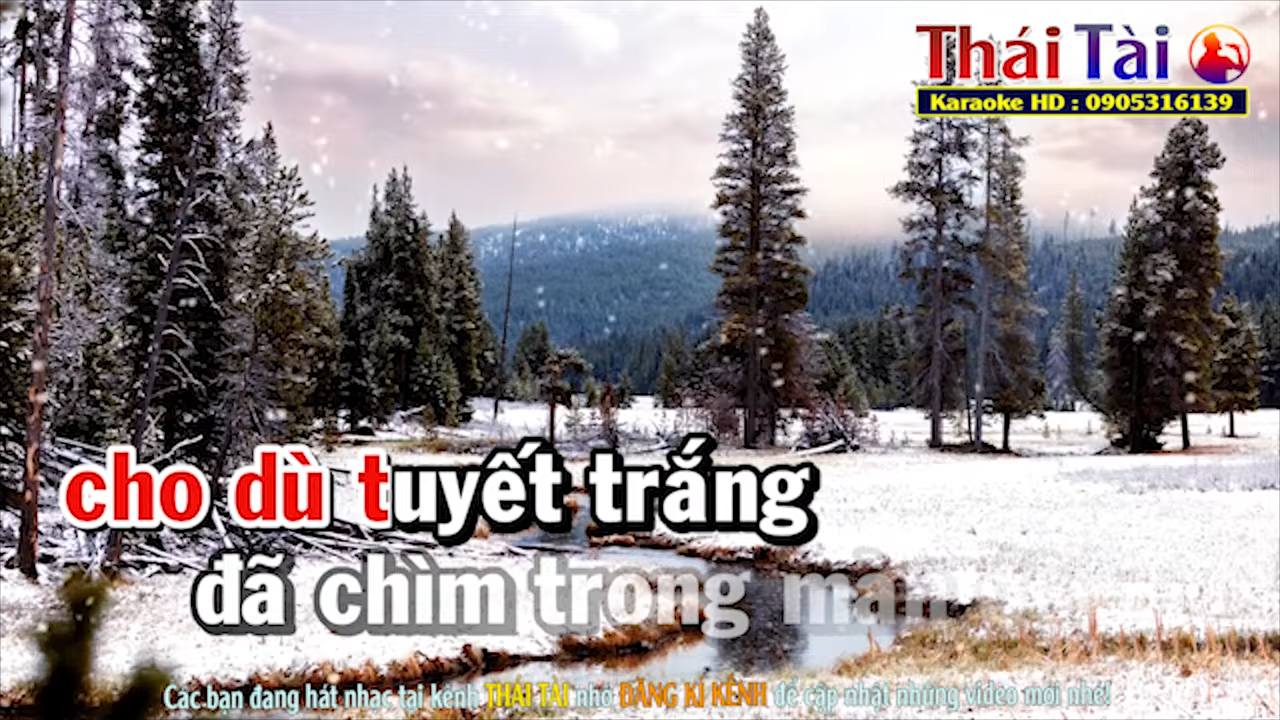 Thái Tài
Karaoke HD : 0905316139
cho dù tuyết trắng
đã chìm trong màn
Các bạn đang hát nhạc tại kênh THÁI TÀI nhớ ĐĂNG KÍ KÊNH để cập nhật những video mới nhé!